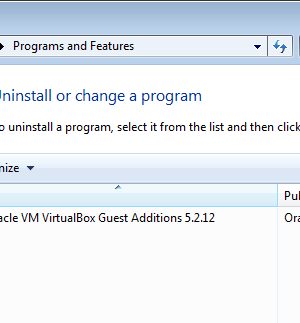 Programs and Features
Uninstall or change a program
o uninstall a program, select it from the list and then click
nize
Pu
acle VM VirtualBox Guest Additions 5.2.12
Ora